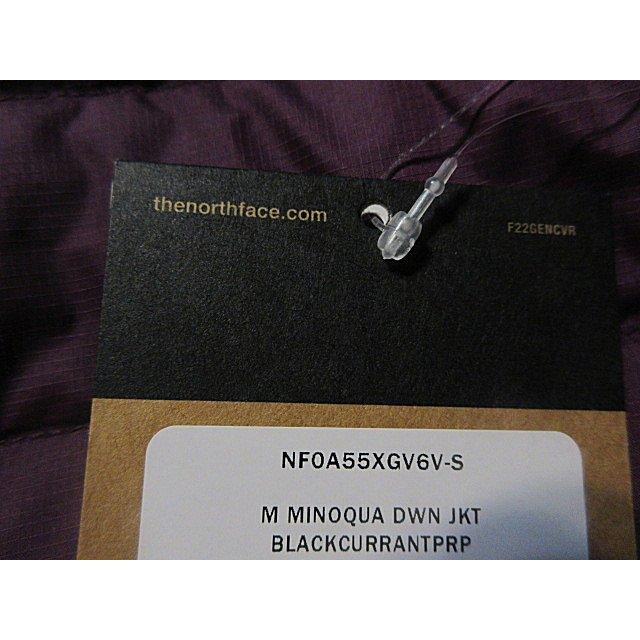 thenorthface.com
F22GENCVR
NF0A55XGV6V-S
M MINOQUA DWN JKT
BLACKCURRANTPRP